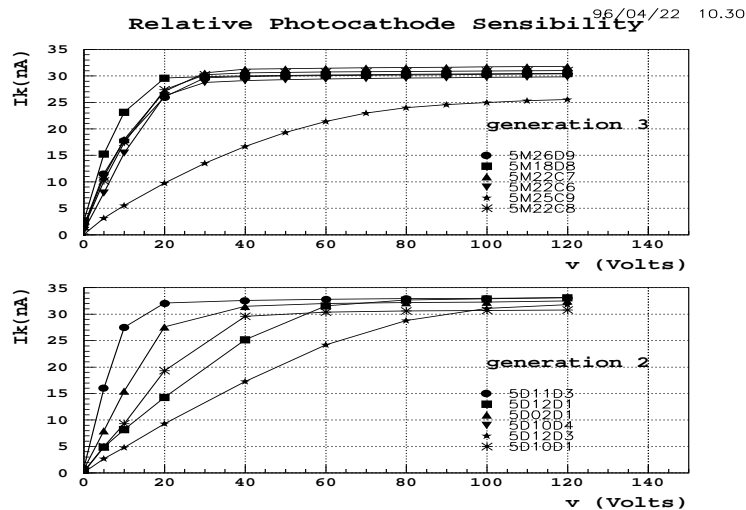 96/04/22 10.30
Relative Photocathode Sensibility
Ik(nA)
35
30
25
20
15
10
5
0
generation 3
5M26D9
5M18D8
5M22C7
5M22C6
5M25C9
5M22C8
0 20 40 60 80 100 120 140
v (Volts)
Ik(nA)
35
30
25
20
15
10
5
0
generation 2
5D11D3
5D12D1
5D02D1
5D10D4
5D12D3
5D10D1
0 20 40 60 80 100 120 140
v (Volts)